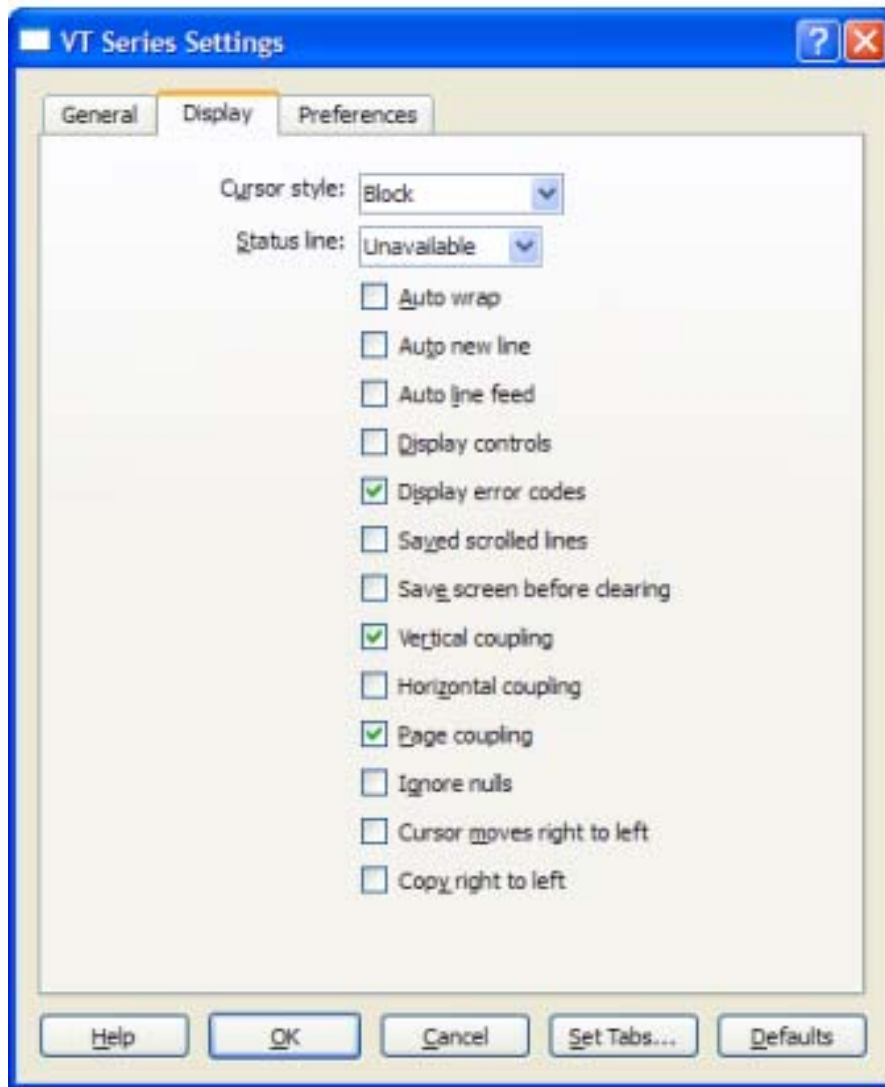 VT Series Settings
General Display Preferences
Cursor style: Block
Status line: Unavailable
Auto wrap
Auto new line
Auto line feed
Display controls
Display error codes
Saved scrolled lines
Save screen before clearing
Vertical coupling
Horizontal coupling
Page coupling
Ignore nulls
Cursor moves right to left
Copy right to left
Help OK Cancel Set Tabs... Defaults